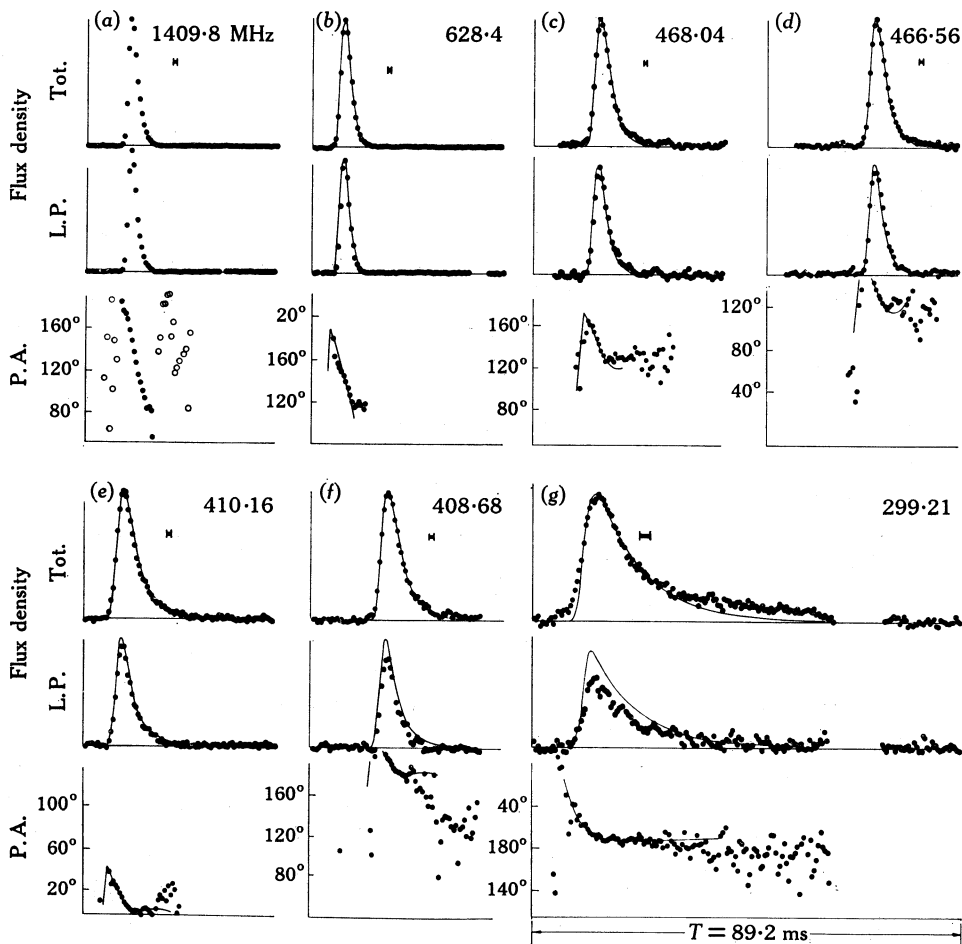 (a) 1409·8 MHz
(b) 628·4
(c) 468·04
(d) 466·56
Flux density
Tot.
L.P.
P.A.
160°
120°
80°
20°
160°
120°
160°
120°
80°
120°
80°
40°
(e) 410·16
(f) 408·68
(g) 299·21
Flux density
Tot.
L.P.
P.A.
100°
60°
20°
160°
120°
80°
40°
180°
140°
T = 89·2 ms